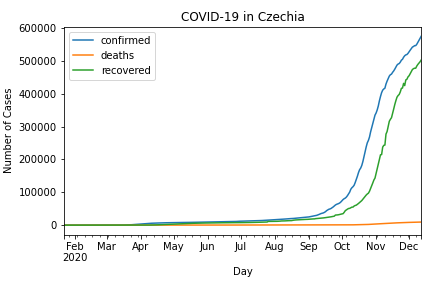 COVID-19 in Czechia
confirmed
deaths
recovered
Number of Cases
600000
500000
400000
300000
200000
100000
0
Feb Mar Apr May Jun Jul Aug Sep Oct Nov Dec
2020
Day